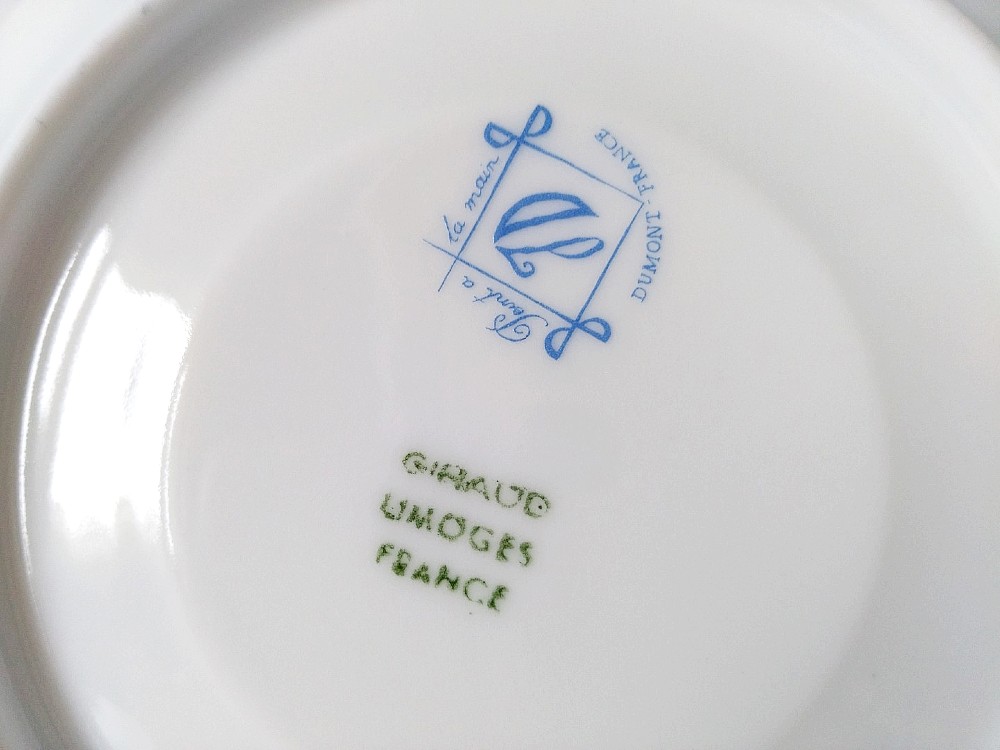 Peint a
la main
D
DUMONT-FRANCE
GIRAUD
LIMOGES
FRANCE